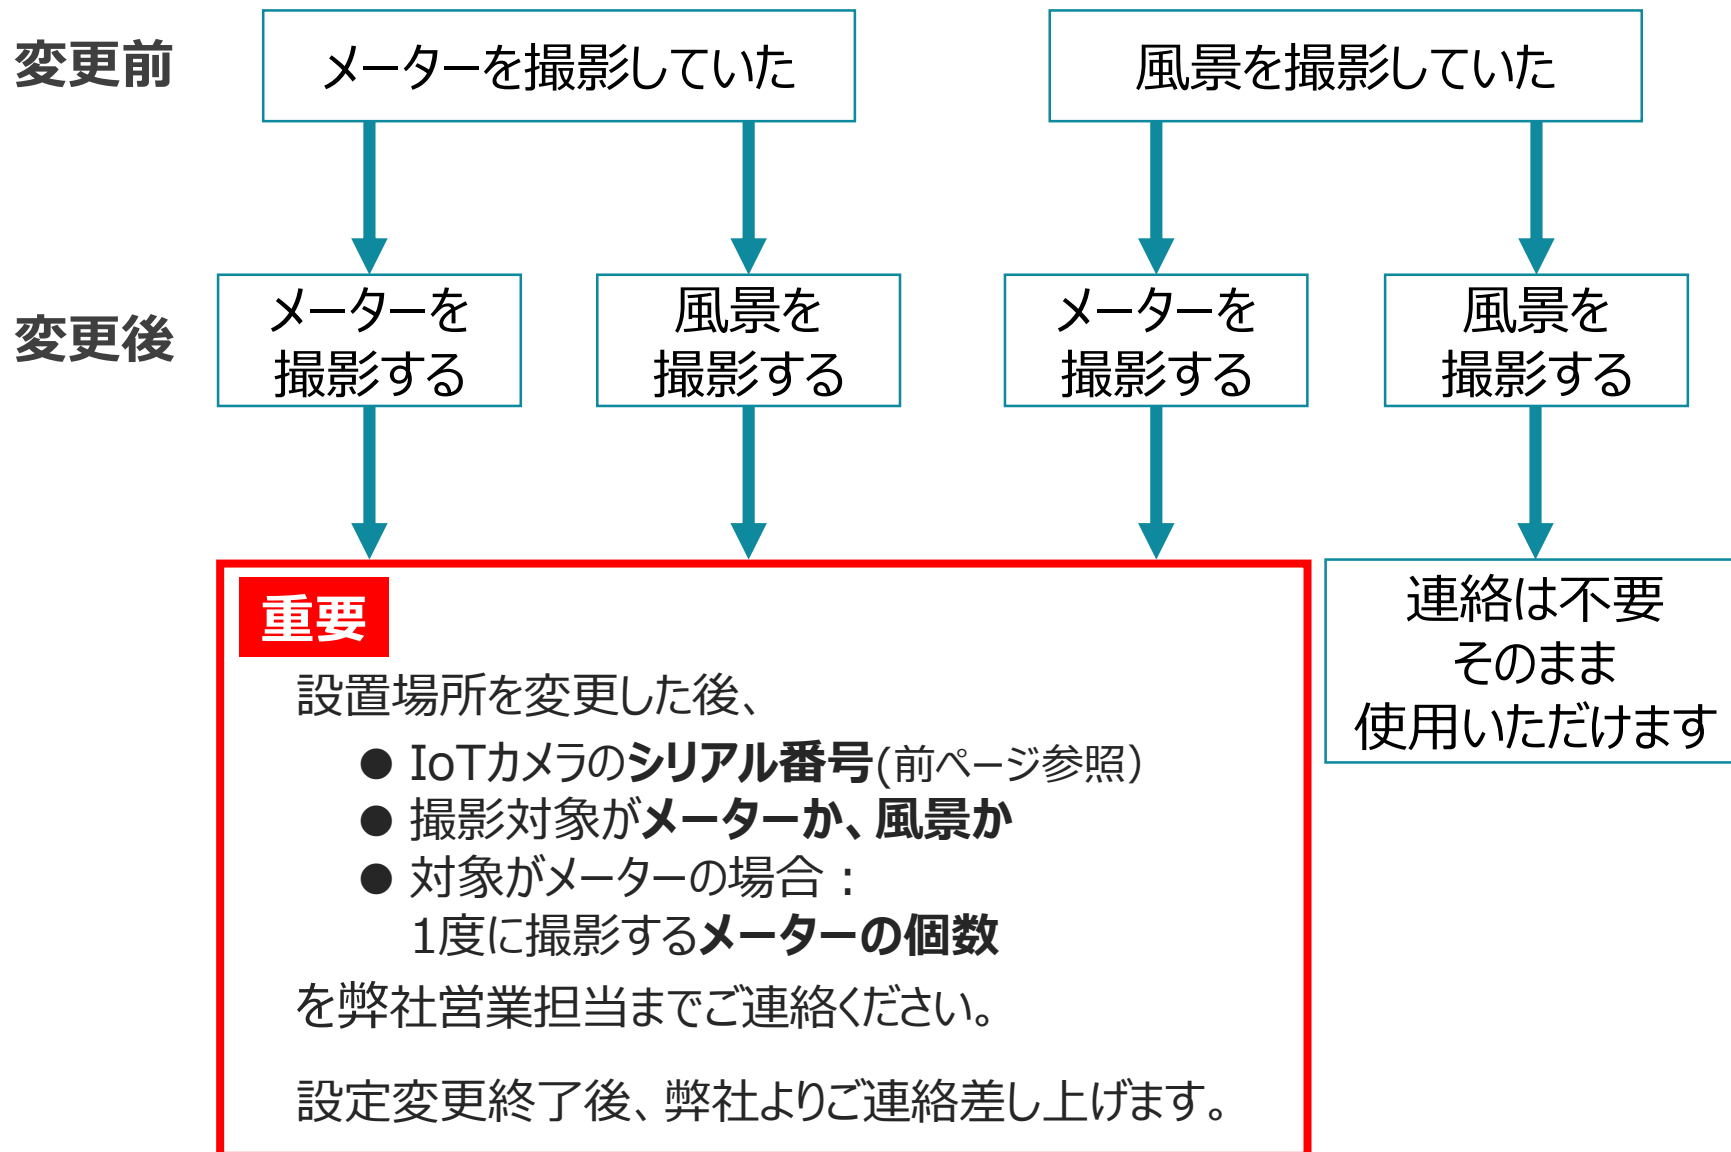 変更前
メーターを撮影していた
風景を撮影していた
変更後
メーターを
撮影する
風景を
撮影する
メーターを
撮影する
風景を
撮影する
重要
設置場所を変更した後、
● IoTカメラのシリアル番号(前ページ参照）
● 撮影対象がメーターか、風景か
● 対象がメーターの場合：
1度に撮影するメーターの個数
を弊社営業担当までご連絡ください。
設定変更終了後、弊社よりご連絡差し上げます。
連絡は不要
そのまま
使用いただけます